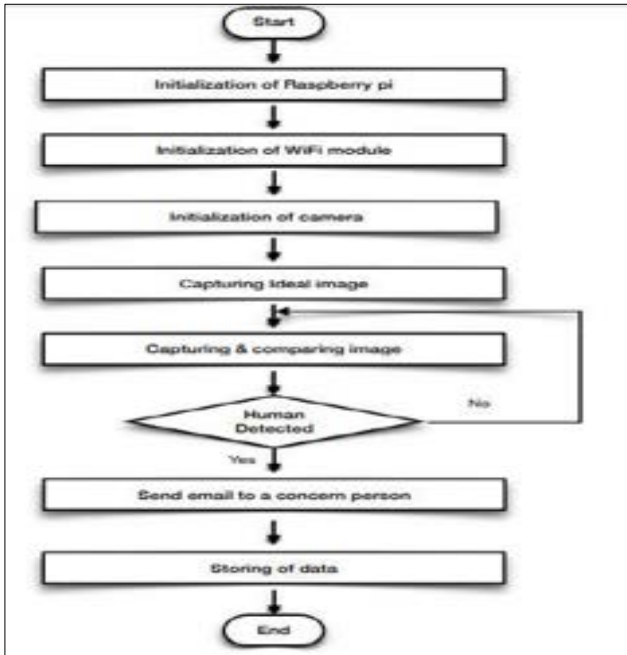 Start
Initialization of Raspberry pi
Initialization of WiFi module
Initialization of camera
Capturing Ideal image
Capturing & comparing image
Human
Detected
No
Yes
Send email to a concern person
Storing of data
End